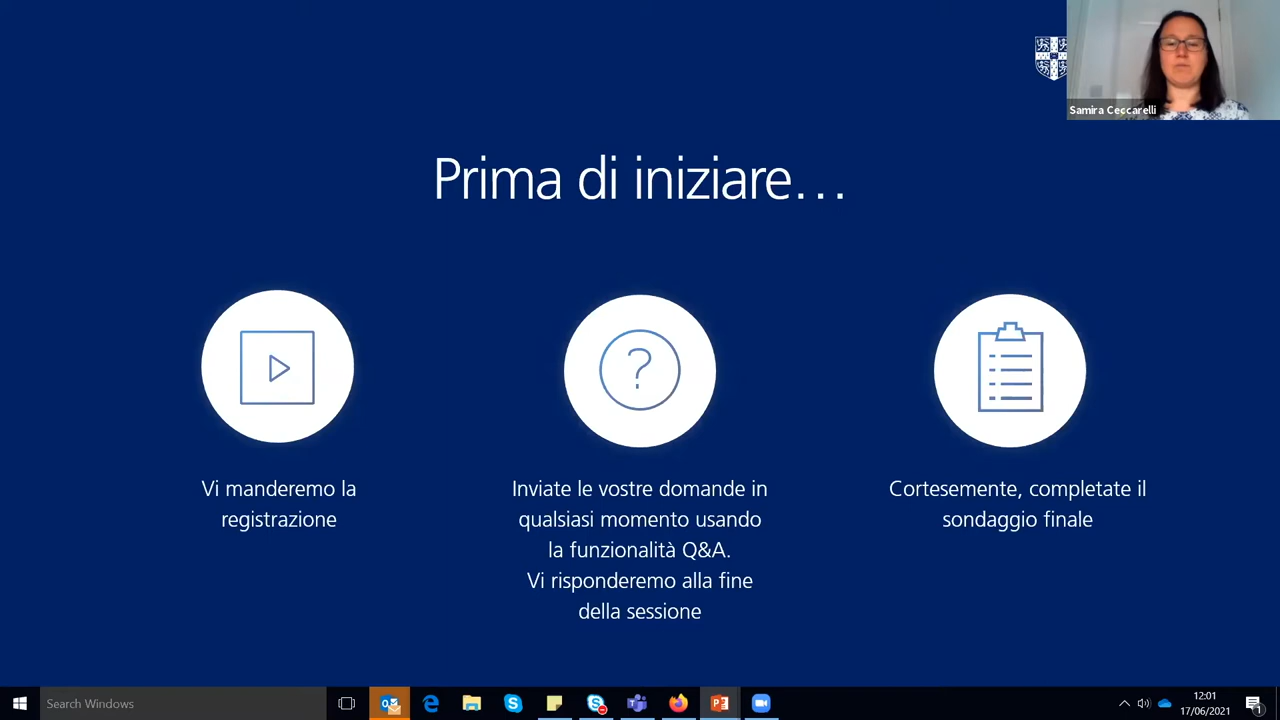 Samira Ceccarelli
Prima di iniziare...
Vi manderemo la
registrazione
Inviate le vostre domande in
qualsiasi momento usando
la funzionalità Q&A.
Vi risponderemo alla fine
della sessione
Cortesemente, completate il
sondaggio finale
Search Windows
12:01
17/06/2021
1